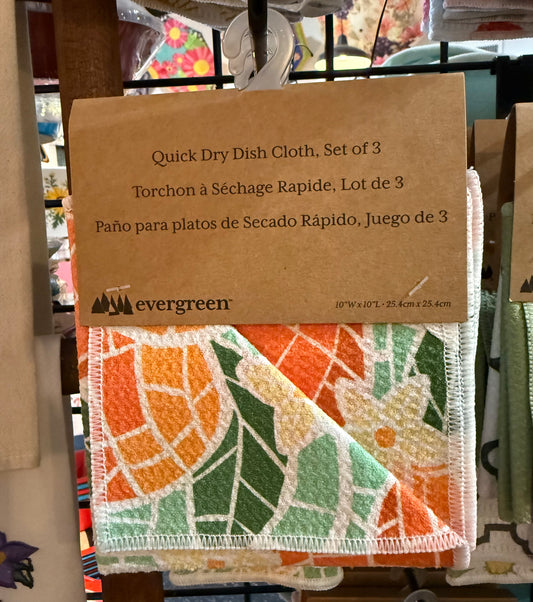 Quick Dry Dish Cloth, Set of 3
Torchon à Séchage Rapide, Lot de 3
Paño para platos de Secado Rápido, Juego de 3
evergreen™
10"W x 10"L • 25.4cm x 25.4cm